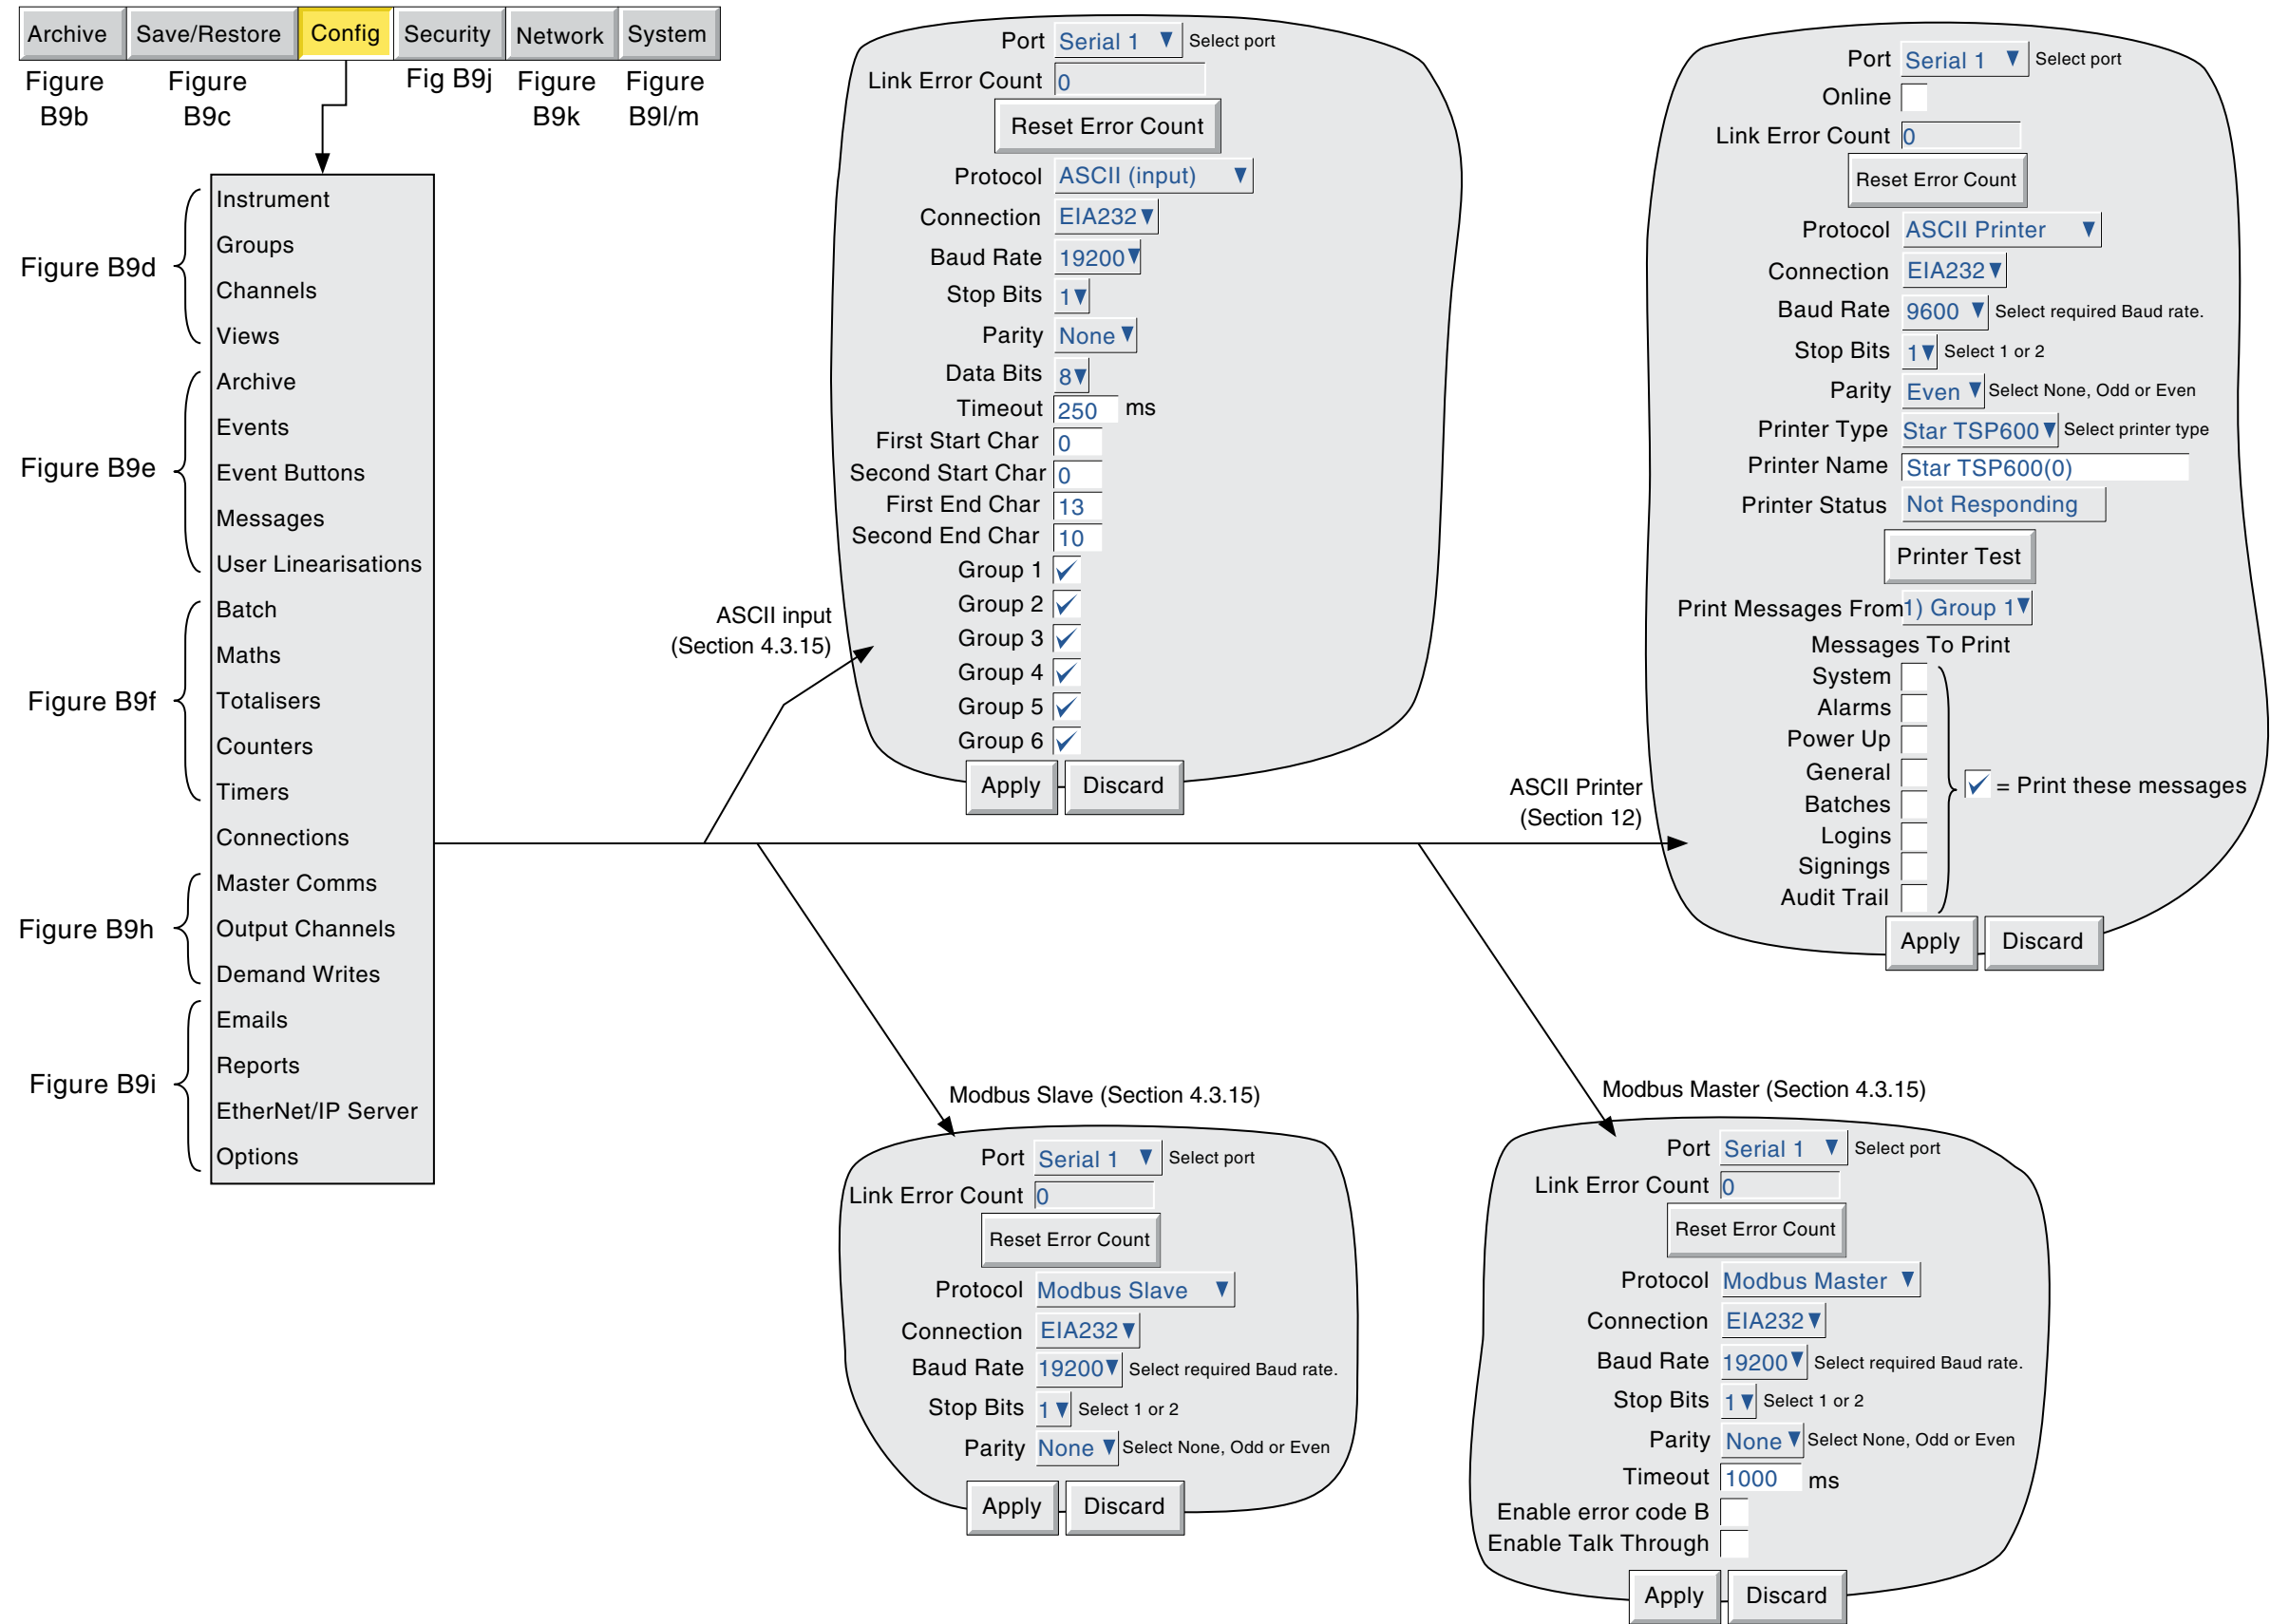 Archive Save/Restore Config Security Network System
Figure B9b
Figure B9c
Fig B9j
Figure B9k
Figure B9l/m
Figure B9d
Instrument
Groups
Channels
Views
Figure B9e
Archive
Events
Event Buttons
Messages
User Linearisations
Figure B9f
Batch
Maths
Totalisers
Counters
Timers
Connections
Figure B9h
Master Comms
Output Channels
Demand Writes
Figure B9i
Emails
Reports
EtherNet/IP Server
Options
ASCII input
(Section 4.3.15)
Port Serial 1 ▼ Select port
Link Error Count 0
Reset Error Count
Protocol ASCII (input) ▼
Connection EIA232 ▼
Baud Rate 19200 ▼
Stop Bits 1 ▼
Parity None ▼
Data Bits 8 ▼
Timeout 250 ms
First Start Char 0
Second Start Char 0
First End Char 13
Second End Char 10
Group 1 ✓
Group 2 ✓
Group 3 ✓
Group 4 ✓
Group 5 ✓
Group 6 ✓
Apply Discard
ASCII Printer
(Section 12)
Port Serial 1 ▼ Select port
Online
Link Error Count 0
Reset Error Count
Protocol ASCII Printer ▼
Connection EIA232 ▼
Baud Rate 9600 ▼ Select required Baud rate.
Stop Bits 1 ▼ Select 1 or 2
Parity Even ▼ Select None, Odd or Even
Printer Type Star TSP600 ▼ Select printer type
Printer Name Star TSP600(0)
Printer Status Not Responding
Printer Test
Print Messages From 1) Group 1 ▼
Messages To Print
System
Alarms
Power Up
General
✓ = Print these messages
Batches
Logins
Signings
Audit Trail
Apply Discard
Modbus Slave (Section 4.3.15)
Port Serial 1 ▼ Select port
Link Error Count 0
Reset Error Count
Protocol Modbus Slave ▼
Connection EIA232 ▼
Baud Rate 19200 ▼ Select required Baud rate.
Stop Bits 1 ▼ Select 1 or 2
Parity None ▼ Select None, Odd or Even
Apply Discard
Modbus Master (Section 4.3.15)
Port Serial 1 ▼ Select port
Link Error Count 0
Reset Error Count
Protocol Modbus Master ▼
Connection EIA232 ▼
Baud Rate 19200 ▼ Select required Baud rate.
Stop Bits 1 ▼ Select 1 or 2
Parity None ▼ Select None, Odd or Even
Timeout 1000 ms
Enable error code B
Enable Talk Through
Apply Discard